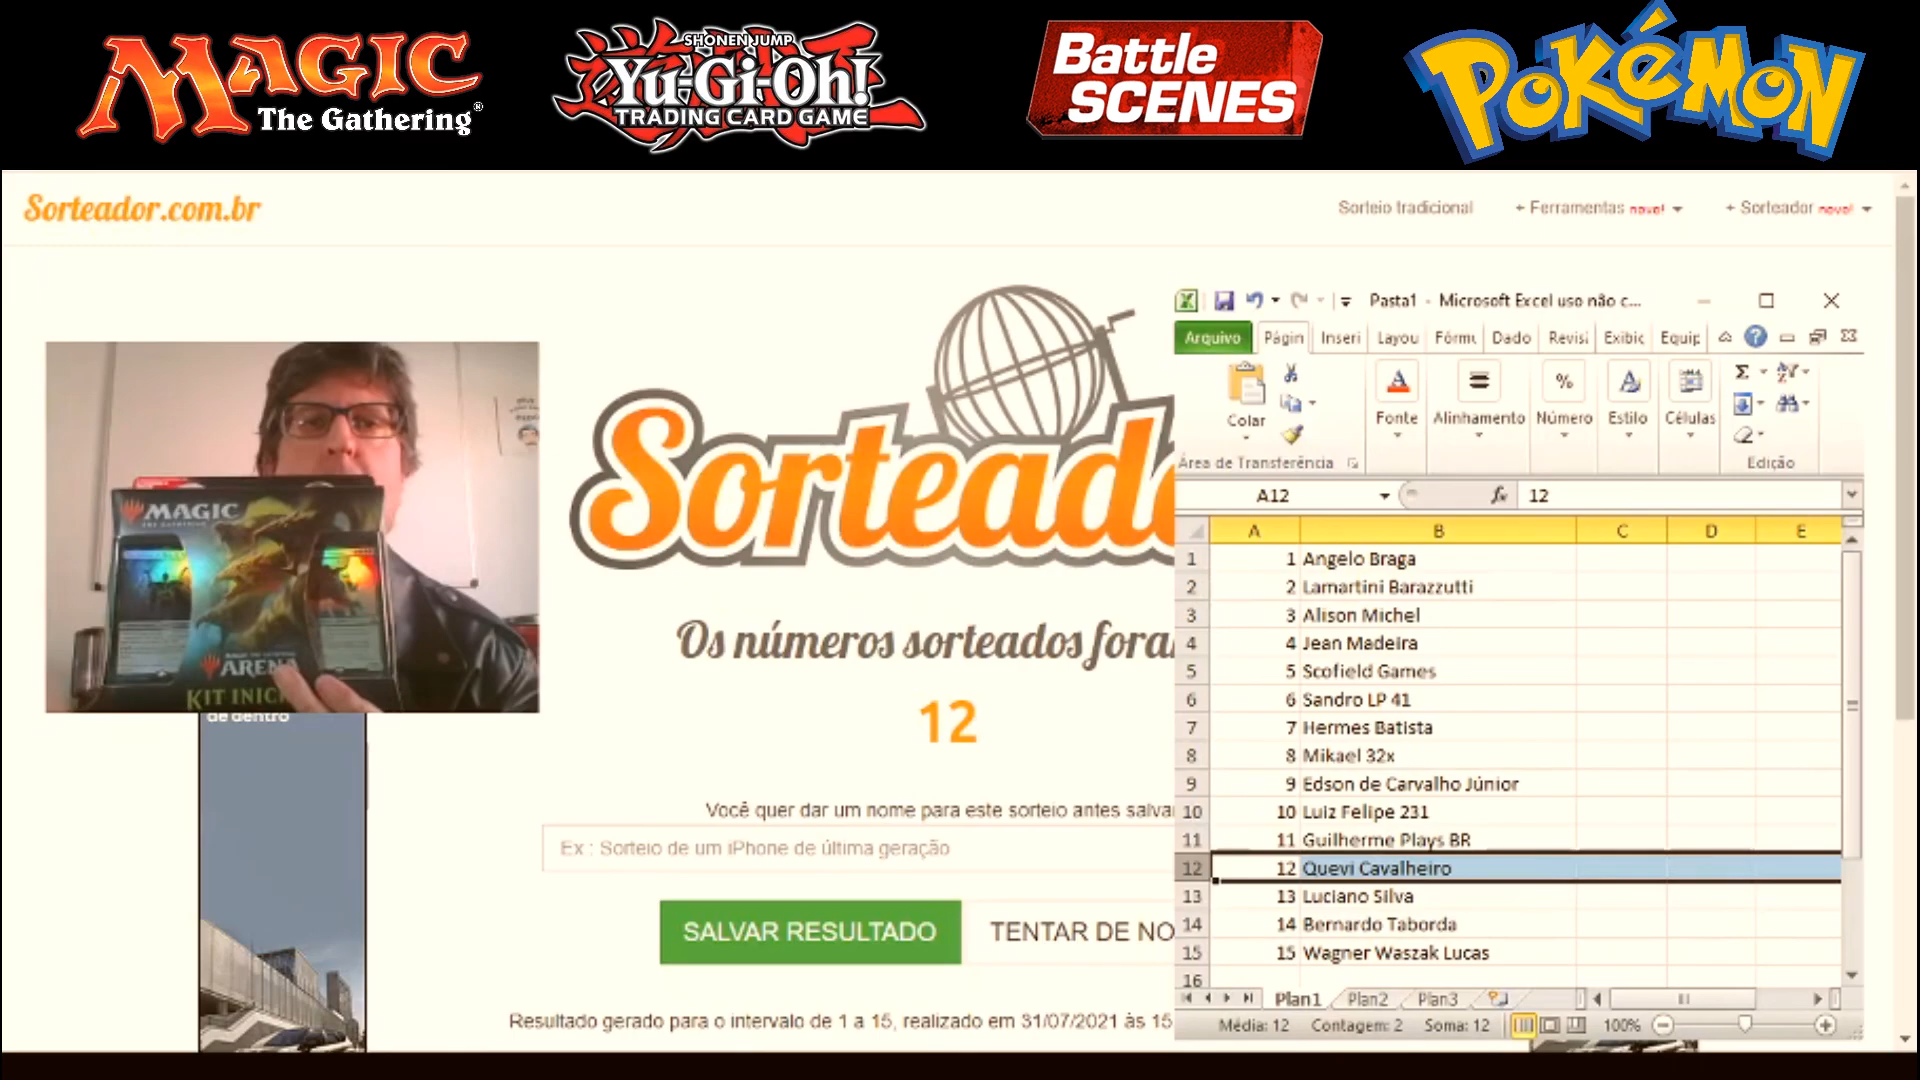 MAGIC
The Gathering®
SHONEN JUMP
Yu-Gi-Oh!
TRADING CARD GAME
Battle
SCENES
POKéMON
Sorteador.com.br
Sorteio tradicional
+ Ferramentas novo!
+ Sorteador novo!
Pasta1 - Microsoft Excel uso não c...
Arquivo Págin Inseri Layou Fórmu Dado Revisi Exibic Equip
Colar
Fonte
Alinhamento
Número
Estilo
Células
Área de Transferência
Edição
A12
fx
12
A B C D E
1 1 Angelo Braga
2 2 Lamartini Barazzutti
3 3 Alison Michel
4 4 Jean Madeira
5 5 Scofield Games
6 6 Sandro LP 41
7 7 Hermes Batista
8 8 Mikael 32x
9 9 Edson de Carvalho Júnior
10 10 Luiz Felipe 231
11 11 Guilherme Plays BR
12 12 Quevi Cavalheiro
13 13 Luciano Silva
14 14 Bernardo Taborda
15 15 Wagner Waszak Lucas
16
Plan1 Plan2 Plan3
Média: 12 Contagem: 2 Soma: 12
100%
MAGIC
THE GATHERING
ARENA
KIT INIC
de dentro
Sorteado
Os números sorteados fora
12
Você quer dar um nome para este sorteio antes salva
Ex : Sorteio de um iPhone de última geração
SALVAR RESULTADO
TENTAR DE NO
Resultado gerado para o intervalo de 1 a 15, realizado em 31/07/2021 às 15